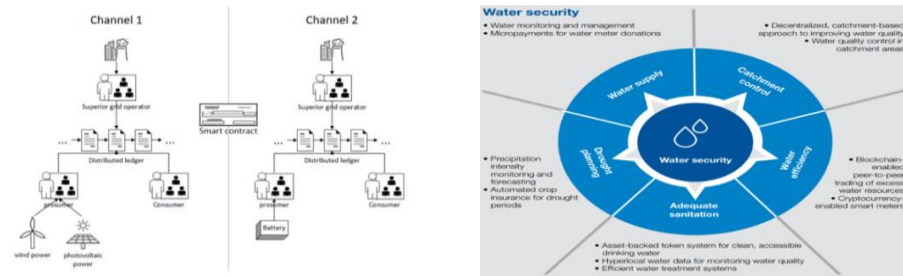 Channel 1
Channel 2
Superior grid operator
Superior grid operator
Smart contract
...
...
...
...
Distributed ledger
Distributed ledger
prosumer
Consumer
prosumer
Consumer
Battery
wind power
photovoltaic
power
Water security
• Water monitoring and management
• Micropayments for water meter donations
• Decentralized, catchment-based
approach to improving water quality
• Water quality control in
catchment areas
Water supply
Catchment
control
Drought
planning
Water security
Water
efficiency
Adequate
sanitation
• Precipitation
intensity
monitoring and
forecasting
• Automated crop
insurance for drought
periods
• Blockchain-
enabled
peer-to-peer
trading of excess
water resources
• Cryptocurrency-
enabled smart meters
• Asset-backed token system for clean, accessible
drinking water
• Hyperlocal water data for monitoring water quality
• Efficient water treatment systems